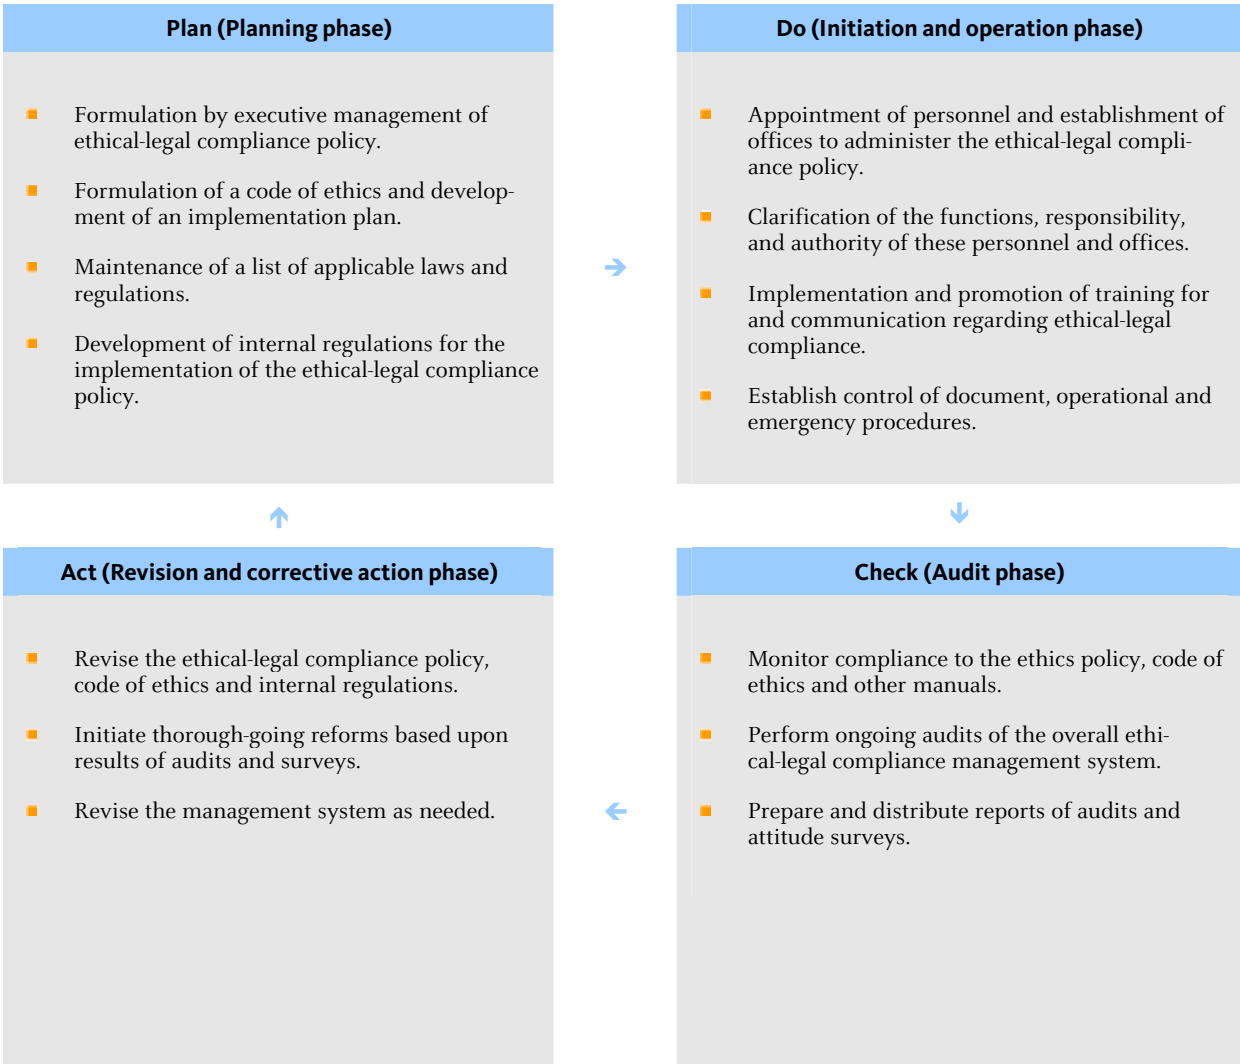 Plan (Planning phase)
Formulation by executive management of
ethical-legal compliance policy.
Formulation of a code of ethics and develop-
ment of an implementation plan.
Maintenance of a list of applicable laws and
regulations.
Development of internal regulations for the
implementation of the ethical-legal compliance
policy.
Do (Initiation and operation phase)
Appointment of personnel and establishment of
offices to administer the ethical-legal compli-
ance policy.
Clarification of the functions, responsibility,
and authority of these personnel and offices.
Implementation and promotion of training for
and communication regarding ethical-legal
compliance.
Establish control of document, operational and
emergency procedures.
Act (Revision and corrective action phase)
Revise the ethical-legal compliance policy,
code of ethics and internal regulations.
Initiate thorough-going reforms based upon
results of audits and surveys.
Revise the management system as needed.
Check (Audit phase)
Monitor compliance to the ethics policy, code of
ethics and other manuals.
Perform ongoing audits of the overall ethi-
cal-legal compliance management system.
Prepare and distribute reports of audits and
attitude surveys.